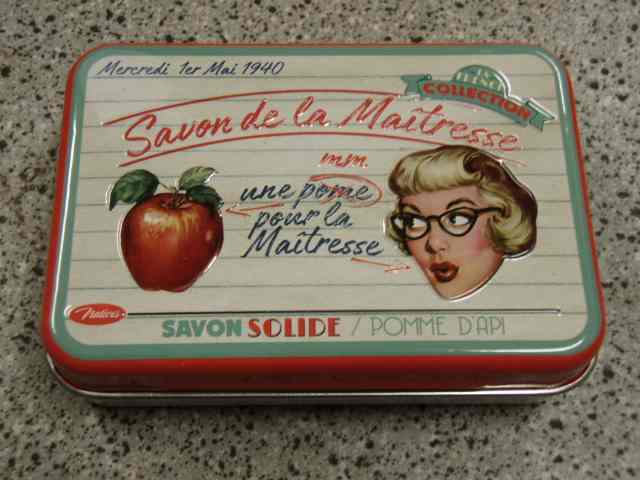 Mercredi 1er Mai 1940
COLLECTION
Savon de la Maîtresse
mm.
une pome
pour la
Maîtresse
Natives
SAVON SOLIDE / POMME D'API